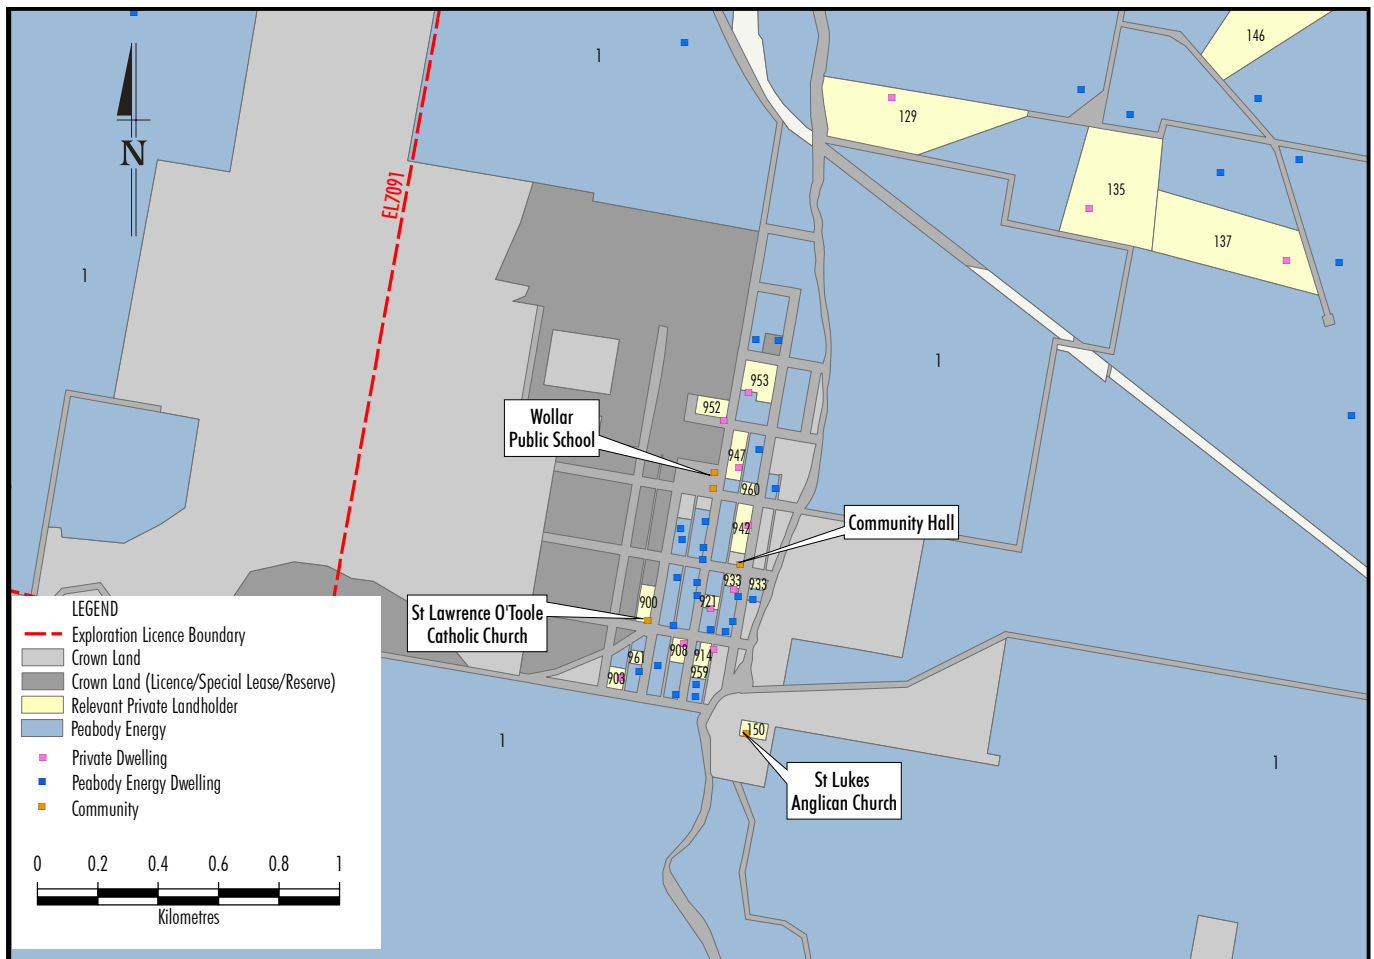 1
146
129
EL7091
N
135
137
1
1
953
952
Wollar
Public School
947
960
942
Community Hall
933
933
900
921
St Lawrence O'Toole
Catholic Church
908
914
961
959
903
150
1
1
St Lukes
Anglican Church
LEGEND
Exploration Licence Boundary
Crown Land
Crown Land (Licence/Special Lease/Reserve)
Relevant Private Landholder
Peabody Energy
Private Dwelling
Peabody Energy Dwelling
Community
0 0.2 0.4 0.6 0.8 1
Kilometres